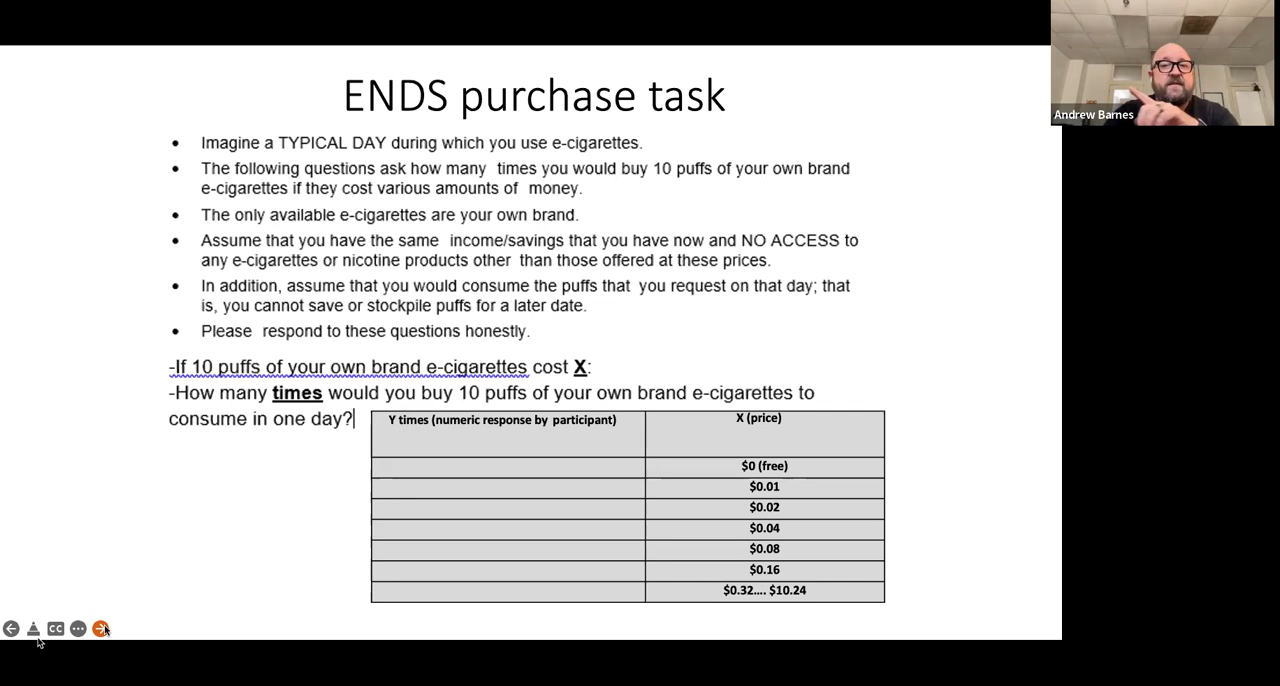 ENDS purchase task
• Imagine a TYPICAL DAY during which you use e-cigarettes.
• The following questions ask how many times you would buy 10 puffs of your own brand
e-cigarettes if they cost various amounts of money.
• The only available e-cigarettes are your own brand.
• Assume that you have the same income/savings that you have now and NO ACCESS to
any e-cigarettes or nicotine products other than those offered at these prices.
• In addition, assume that you would consume the puffs that you request on that day; that
is, you cannot save or stockpile puffs for a later date.
• Please respond to these questions honestly.
-If 10 puffs of your own brand e-cigarettes cost X:
-How many times would you buy 10 puffs of your own brand e-cigarettes to
consume in one day?
Y times (numeric response by participant) X (price)
$0 (free)
$0.01
$0.02
$0.04
$0.08
$0.16
$0.32.... $10.24
Andrew Barnes
CC